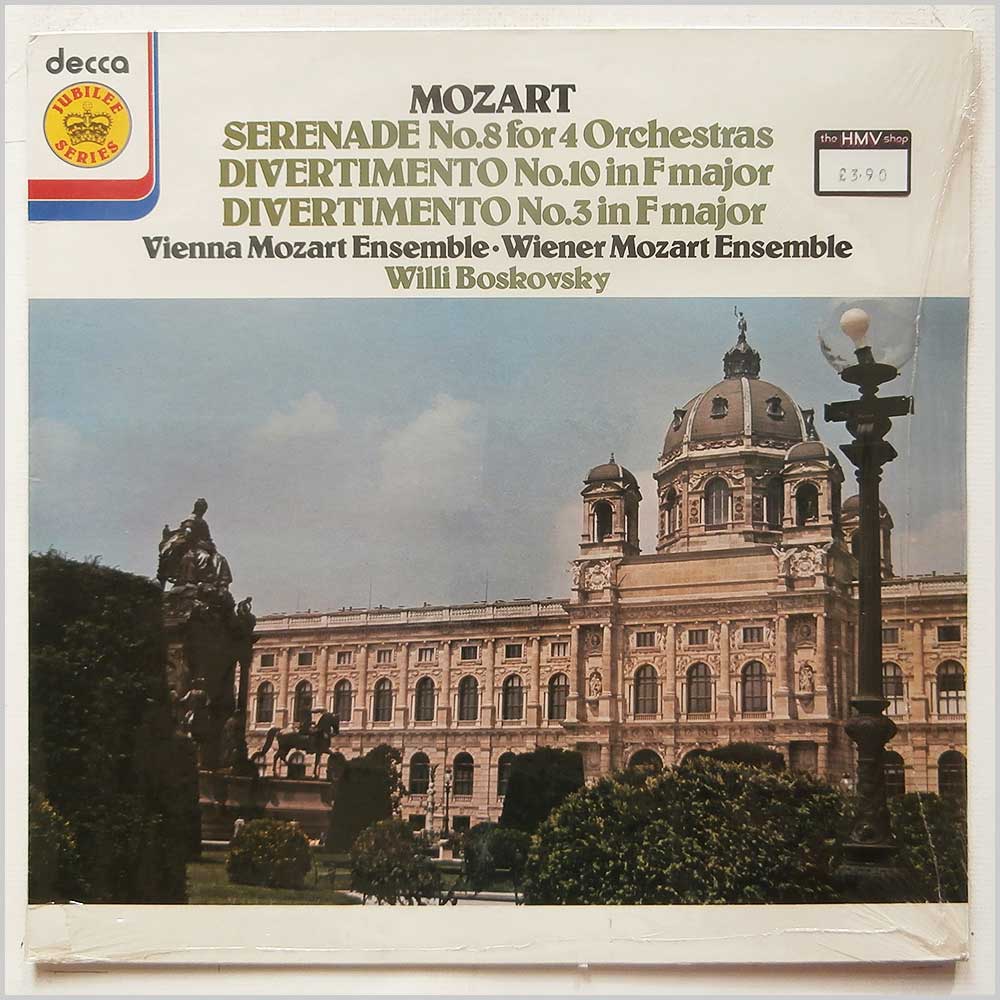 decca
JUBILEE
SERIES
MOZART
SERENADE No.8 for 4 Orchestras
DIVERTIMENTO No.10 in F major
DIVERTIMENTO No.3 in F major
Vienna Mozart Ensemble · Wiener Mozart Ensemble
Willi Boskovsky
the HMV shop
£3.90